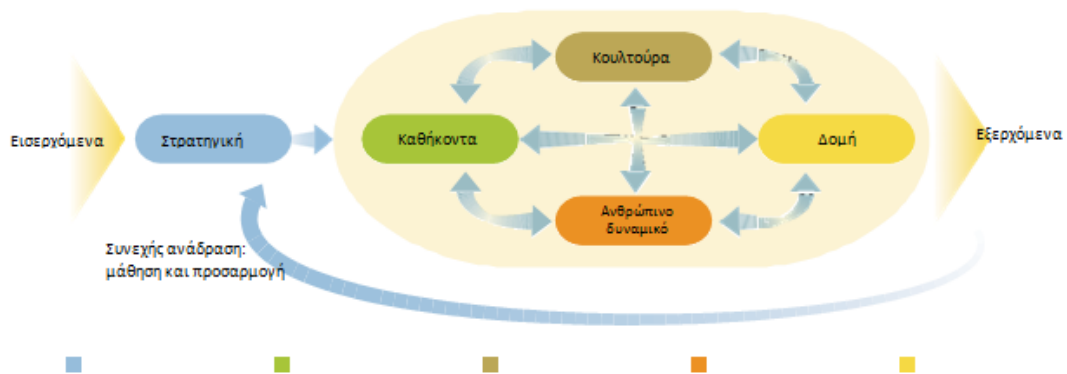 Κουλτούρα
Εισερχόμενα
Στρατηγική
Καθήκοντα
Δομή
Εξερχόμενα
Ανθρώπινο
δυναμικό
Συνεχής ανάδραση:
μάθηση και προσαρμογή